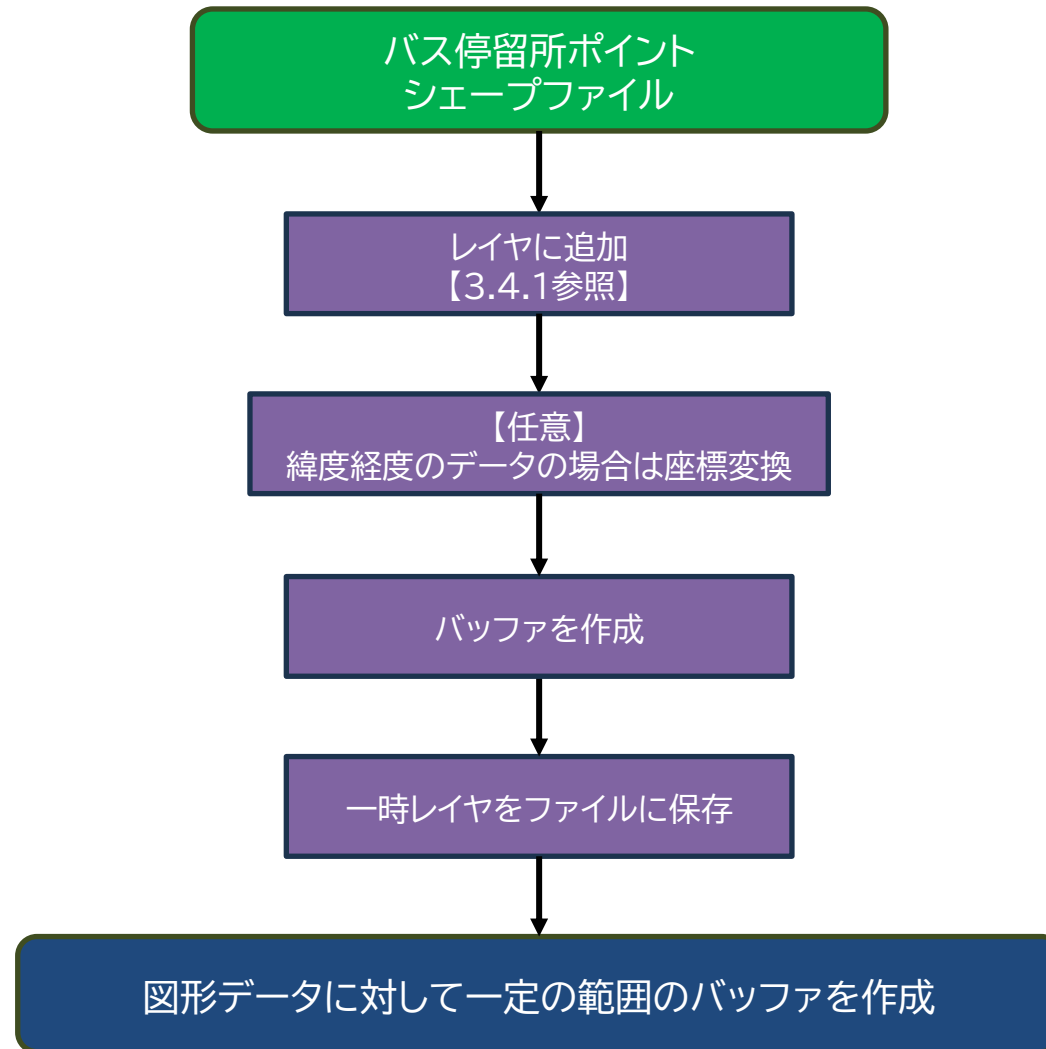 バス停留所ポイント
シェープファイル
レイヤに追加
【3.4.1参照】
【任意】
緯度経度のデータの場合は座標変換
バッファを作成
一時レイヤをファイルに保存
図形データに対して一定の範囲のバッファを作成